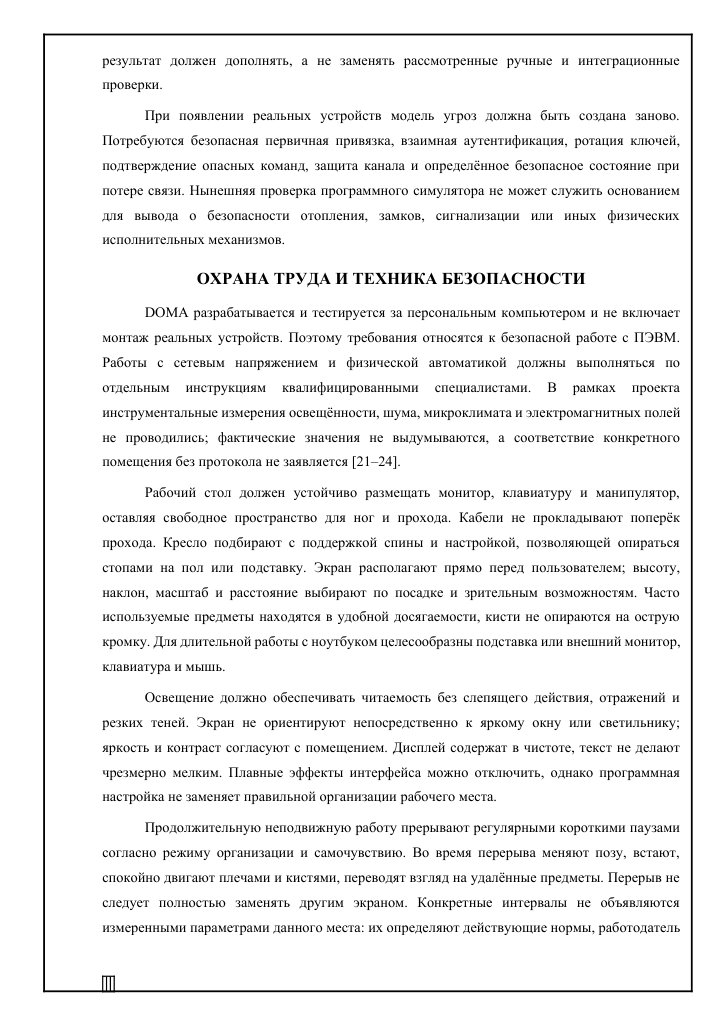 результат должен дополнять, а не заменять рассмотренные ручные и интеграционные
проверки.
При появлении реальных устройств модель угроз должна быть создана заново.
Потребуются безопасная первичная привязка, взаимная аутентификация, ротация ключей,
подтверждение опасных команд, защита канала и определённое безопасное состояние при
потере связи. Нынешняя проверка программного симулятора не может служить основанием
для вывода о безопасности отопления, замков, сигнализации или иных физических
исполнительных механизмов.
ОХРАНА ТРУДА И ТЕХНИКА БЕЗОПАСНОСТИ
DOMA разрабатывается и тестируется за персональным компьютером и не включает
монтаж реальных устройств. Поэтому требования относятся к безопасной работе с ПЭВМ.
Работы с сетевым напряжением и физической автоматикой должны выполняться по
отдельным инструкциям квалифицированными специалистами. В рамках проекта
инструментальные измерения освещённости, шума, микроклимата и электромагнитных полей
не проводились; фактические значения не выдумываются, а соответствие конкретного
помещения без протокола не заявляется [21–24].
Рабочий стол должен устойчиво размещать монитор, клавиатуру и манипулятор,
оставляя свободное пространство для ног и прохода. Кабели не прокладывают поперёк
прохода. Кресло подбирают с поддержкой спины и настройкой, позволяющей опираться
стопами на пол или подставку. Экран располагают прямо перед пользователем; высоту,
наклон, масштаб и расстояние выбирают по посадке и зрительным возможностям. Часто
используемые предметы находятся в удобной досягаемости, кисти не опираются на острую
кромку. Для длительной работы с ноутбуком целесообразны подставка или внешний монитор,
клавиатура и мышь.
Освещение должно обеспечивать читаемость без слепящего действия, отражений и
резких теней. Экран не ориентируют непосредственно к яркому окну или светильнику;
яркость и контраст согласуют с помещением. Дисплей содержат в чистоте, текст не делают
чрезмерно мелким. Плавные эффекты интерфейса можно отключить, однако программная
настройка не заменяет правильной организации рабочего места.
Продолжительную неподвижную работу прерывают регулярными короткими паузами
согласно режиму организации и самочувствию. Во время перерыва меняют позу, встают,
спокойно двигают плечами и кистями, переводят взгляд на удалённые предметы. Перерыв не
следует полностью заменять другим экраном. Конкретные интервалы не объявляются
измеренными параметрами данного места: их определяют действующие нормы, работодатель